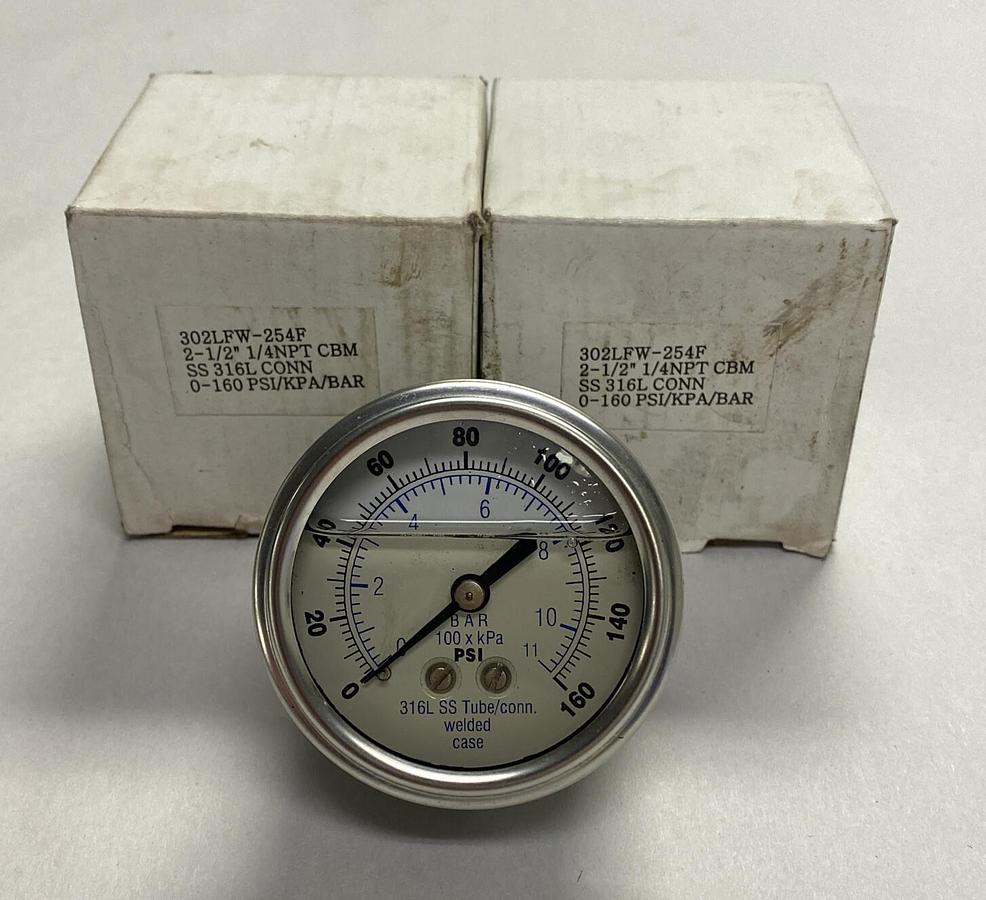 302LFW-254F
2-1/2" 1/4NPT CBM
SS 316L CONN
0-160 PSI/KPA/BAR
302LFW-254F
2-1/2" 1/4NPT CBM
SS 316L CONN
0-160 PSI/KPA/BAR
0
20
40
60
80
100
120
140
160
0
2
4
6
8
10
11
BAR
100 x kPa
PSI
316L SS Tube/conn.
welded
case